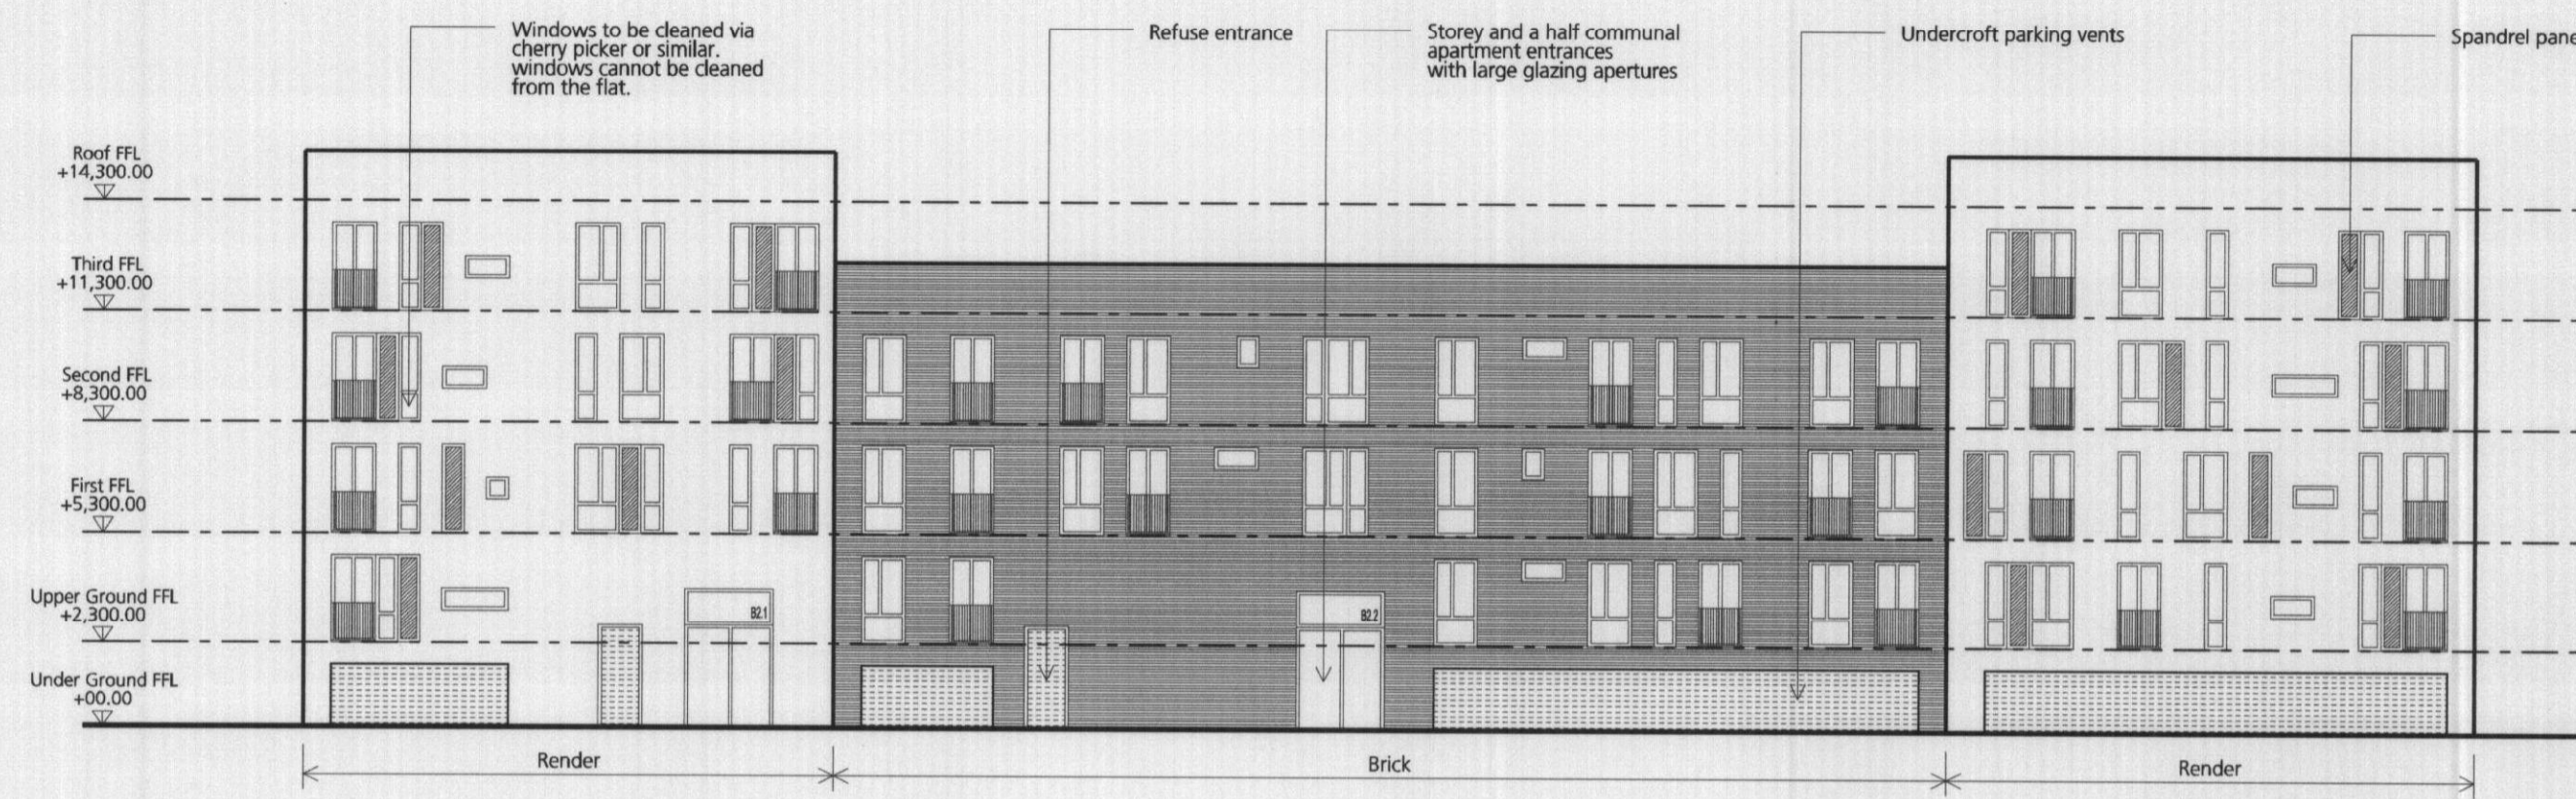 Windows to be cleaned via
cherry picker or similar.
windows cannot be cleaned
from the flat.
Refuse entrance
Storey and a half communal
apartment entrances
with large glazing apertures
Undercroft parking vents
Spandrel pane
Roof FFL
+14,300.00
Third FFL
+11,300.00
Second FFL
+8,300.00
First FFL
+5,300.00
Upper Ground FFL
+2,300.00
Under Ground FFL
+00.00
B2.1
B2.2
Render
Brick
Render